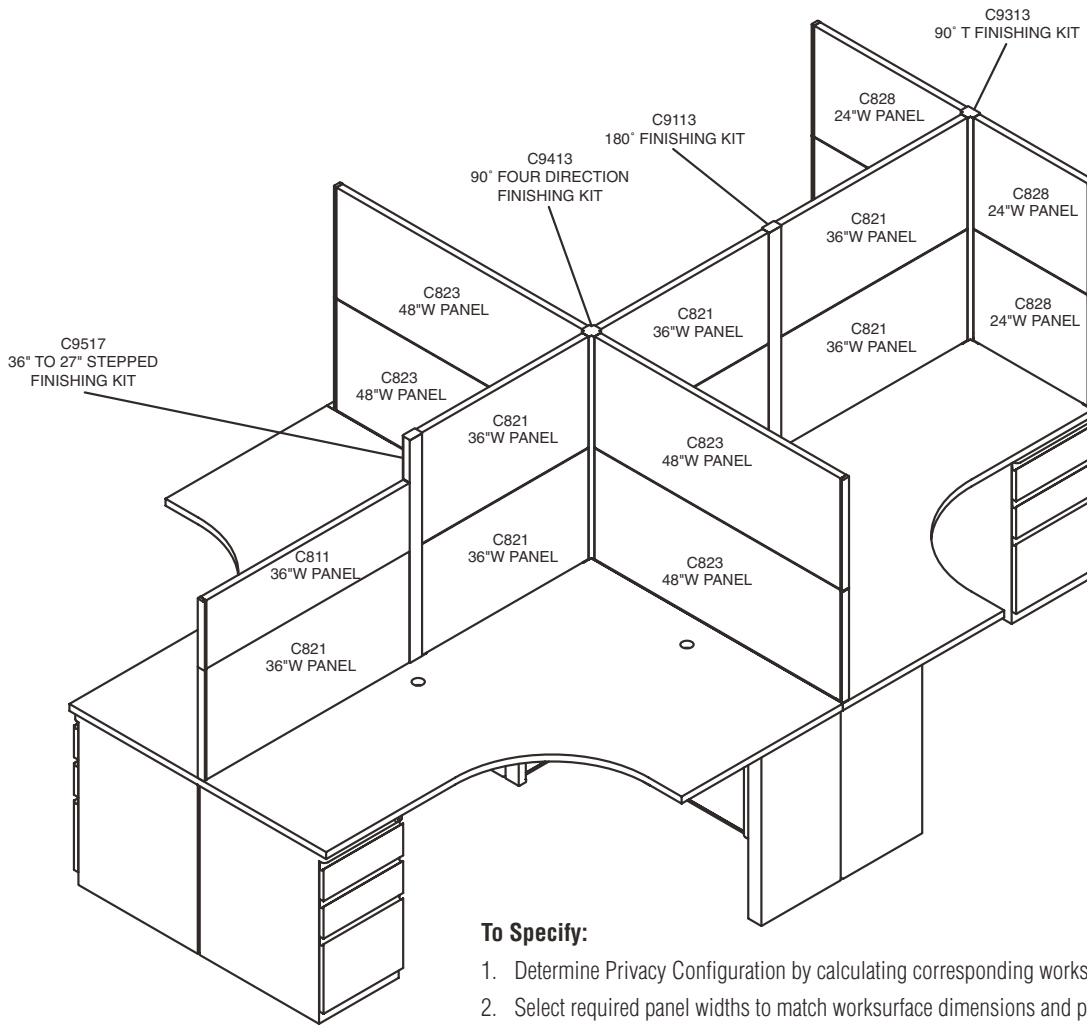 C9313
90˚ T FINISHING KIT
C828
24"W PANEL
C9113
180˚ FINISHING KIT
C9413
90˚ FOUR DIRECTION
FINISHING KIT
C828
24"W PANEL
C821
36"W PANEL
C823
48"W PANEL
C821
36"W PANEL
C828
24"W PANEL
C821
36"W PANEL
C9517
36" TO 27" STEPPED
FINISHING KIT
C823
48"W PANEL
C821
36"W PANEL
C823
48"W PANEL
C811
36"W PANEL
C821
36"W PANEL
C823
48"W PANEL
C821
36"W PANEL
To Specify:
1. Determine Privacy Configuration by calculating corresponding works
2. Select required panel widths to match worksurface dimensions and p